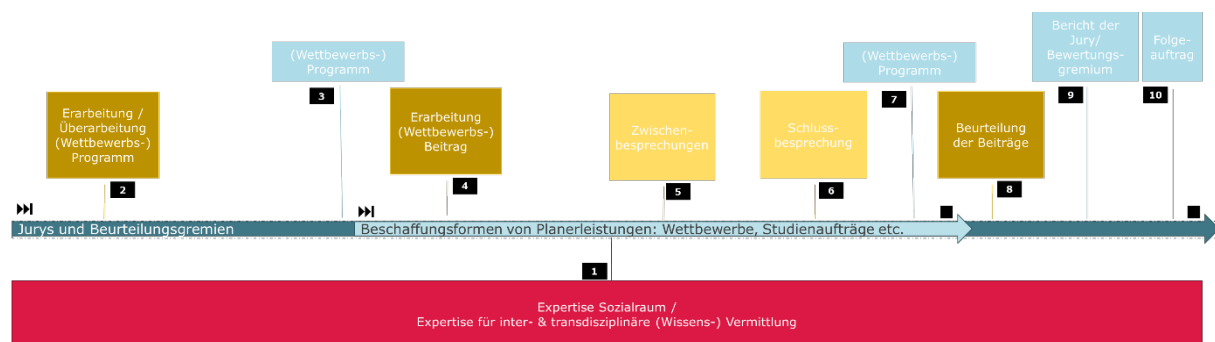 Erarbeitung /
Überarbeitung
(Wettbewerbs-)
Programm
2
(Wettbewerbs-)
Programm
3
Erarbeitung
(Wettbewerbs-)
Beitrag
4
Zwischen-
besprechungen
5
Schluss-
besprechung
6
(Wettbewerbs-)
Programm
7
Beurteilung
der Beiträge
8
Bericht der
Jury/
Bewertungs-
gremium
9
Folge-
auftrag
10
Jurys und Beurteilungsgremien
Beschaffungsformen von Planerleistungen: Wettbewerbe, Studienaufträge etc.
1
Expertise Sozialraum /
Expertise für inter- & transdisziplinäre (Wissens-) Vermittlung